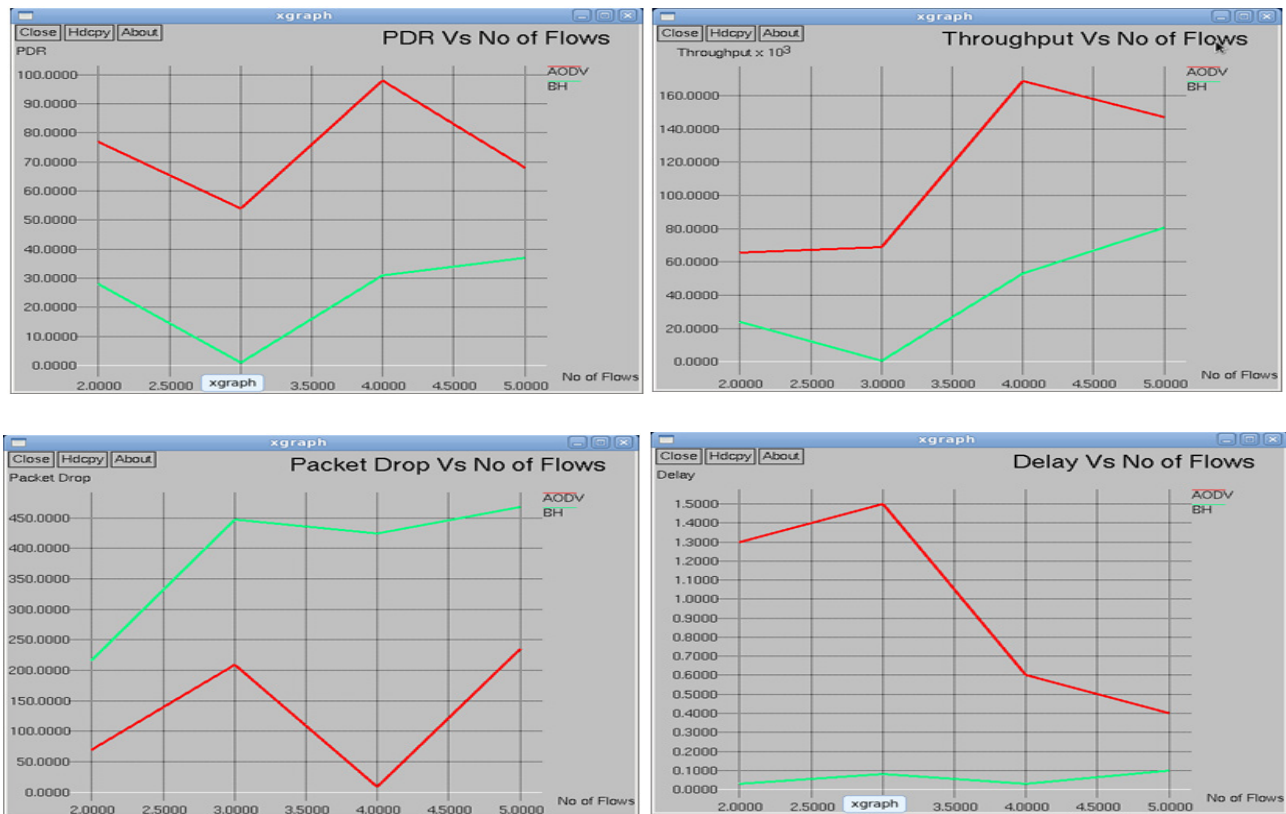 xgraph
Close Hdcpy About
PDR Vs No of Flows
PDR
AODV
BH
100.0000
90.0000
80.0000
70.0000
60.0000
50.0000
40.0000
30.0000
20.0000
10.0000
0.0000
2.0000 2.5000 xgraph 3.5000 4.0000 4.5000 5.0000
No of Flows
xgraph
Close Hdcpy About
Throughput Vs No of Flows
Throughput x 10³
AODV
BH
160.0000
140.0000
120.0000
100.0000
80.0000
60.0000
40.0000
20.0000
0.0000
2.0000 2.5000 3.0000 3.5000 4.0000 4.5000 5.0000
No of Flows
xgraph
Close Hdcpy About
Packet Drop Vs No of Flows
Packet Drop
AODV
BH
450.0000
400.0000
350.0000
300.0000
250.0000
200.0000
150.0000
100.0000
50.0000
0.0000
2.0000 2.5000 3.0000 3.5000 4.0000 4.5000 5.0000
No of Flows
xgraph
Close Hdcpy About
Delay Vs No of Flows
Delay
AODV
BH
1.5000
1.4000
1.3000
1.2000
1.1000
1.0000
0.9000
0.8000
0.7000
0.6000
0.5000
0.4000
0.3000
0.2000
0.1000
0.0000
2.0000 2.5000 xgraph 3.5000 4.0000 4.5000 5.0000
No of Flows